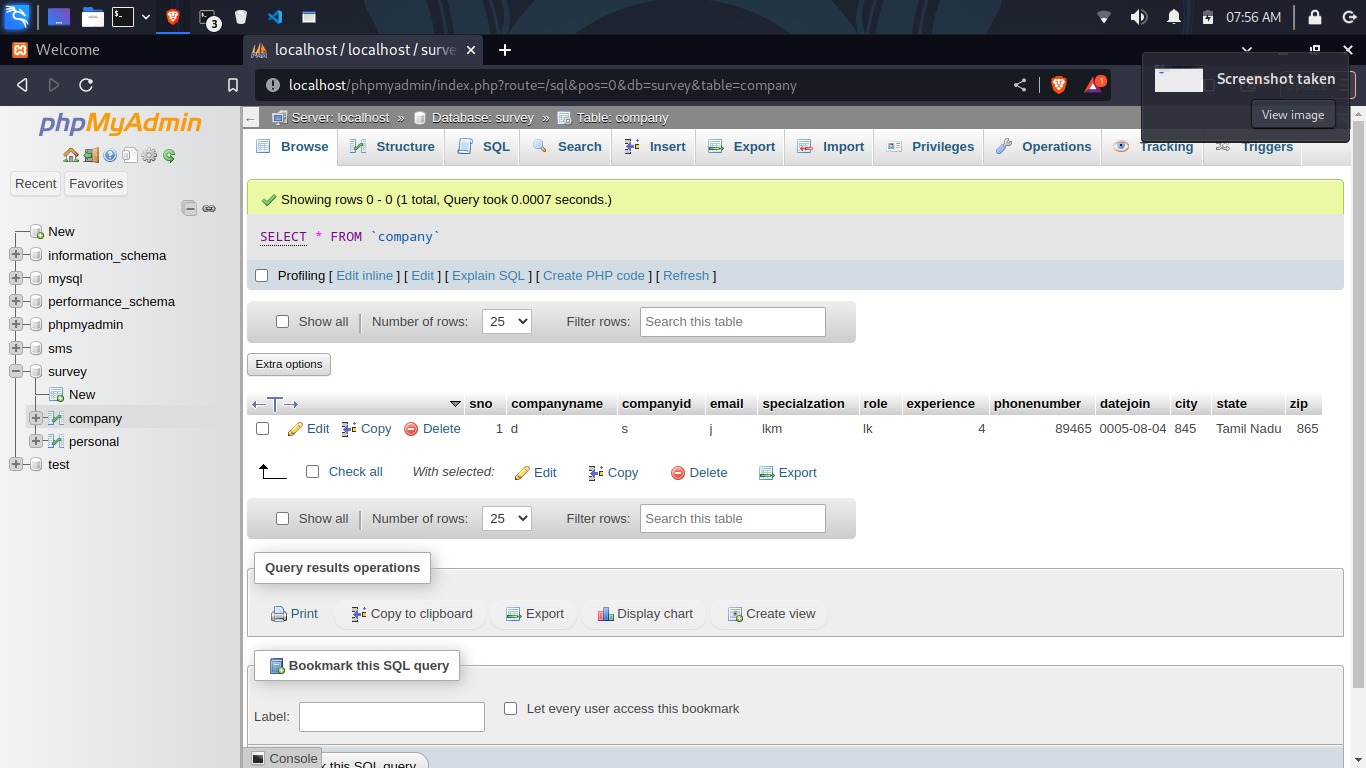 3
07:56 AM
Welcome
localhost / localhost / surve
localhost/phpmyadmin/index.php?route=/sql&pos=0&db=survey&table=company
1
Screenshot taken
View image
phpMyAdmin
Recent
Favorites
New
information_schema
mysql
performance_schema
phpmyadmin
sms
survey
New
company
personal
test
Server: localhost » Database: survey » Table: company
Browse Structure SQL Search Insert Export Import Privileges Operations Tracking Triggers
Showing rows 0 - 0 (1 total, Query took 0.0007 seconds.)
SELECT * FROM `company`
Profiling [ Edit inline ] [ Edit ] [ Explain SQL ] [ Create PHP code ] [ Refresh ]
Show all Number of rows: 25 Filter rows: Search this table
Extra options
sno companyname companyid email specialzation role experience phonenumber datejoin city state zip
Edit Copy Delete 1 d s j lkm lk 4 89465 0005-08-04 845 Tamil Nadu 865
Check all With selected: Edit Copy Delete Export
Show all Number of rows: 25 Filter rows: Search this table
Query results operations
Print Copy to clipboard Export Display chart Create view
Bookmark this SQL query
Label: Let every user access this bookmark
Console
this SQL query